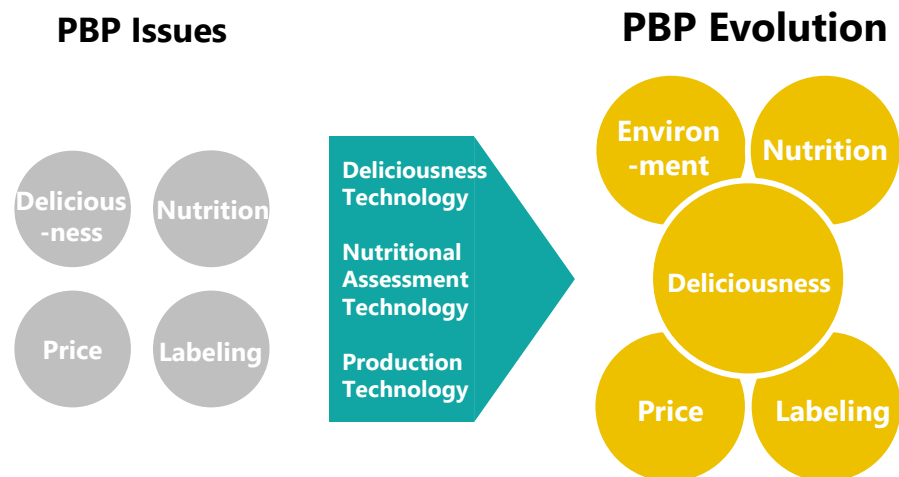 PBP Issues
PBP Evolution
Delicious
-ness
Nutrition
Price
Labeling
Deliciousness
Technology
Nutritional
Assessment
Technology
Production
Technology
Environ
-ment
Nutrition
Deliciousness
Price
Labeling